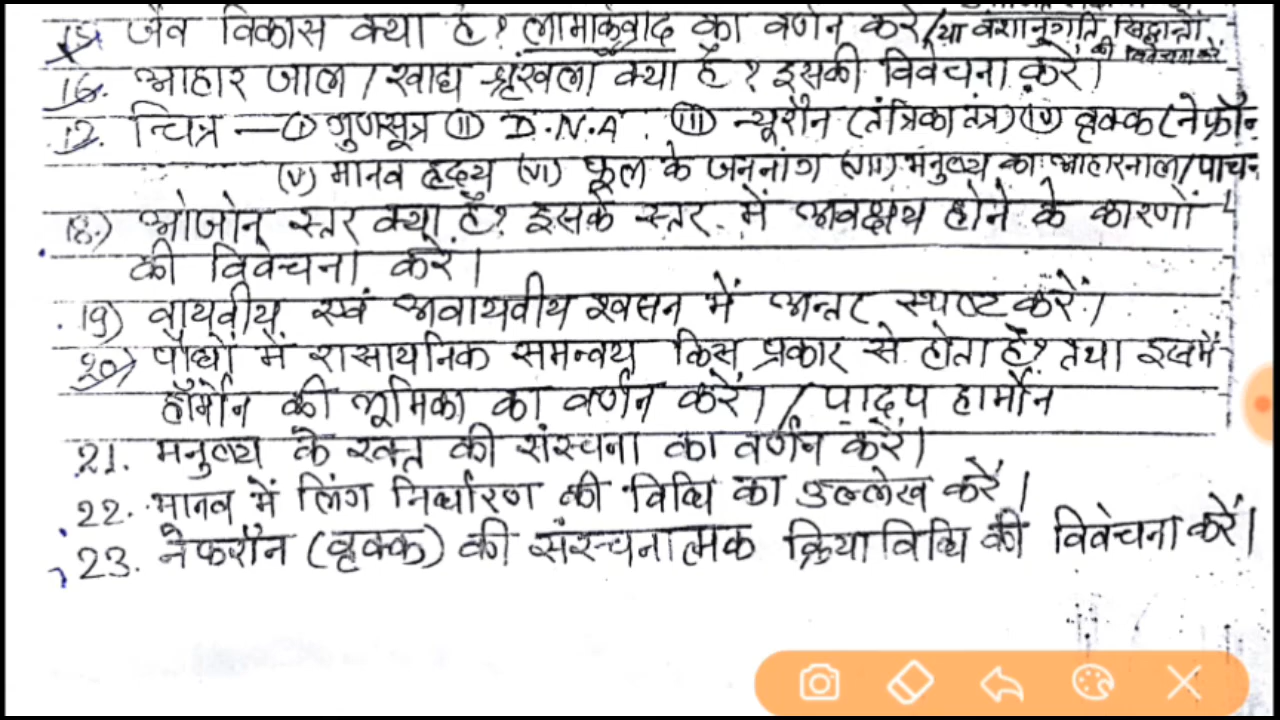 15. जैव विकास क्या है? लामार्कवाद का वर्णन करें/या वंशानुगति सिद्धान्तों
की विवेचना करें
16. आहार जाल / खाद्य श्रृंखला क्या है? इसकी विवेचना करें।
17. चित्र — (i) गुणसूत्र (ii) D.N.A. (iii) न्यूरॉन (तंत्रिका तंत्र) (iv) वृक्क (नेफ्रॉन
(v) मानव हृदय (vi) फूल के जननांग (vii) मनुष्य का आहारनाल/पाचन
18.) ओजोन स्तर क्या है? इसके स्तर में अवक्षय होने के कारणों
की विवेचना करें।
19) वायवीय एवं अवायवीय श्वसन में अन्तर स्पष्ट करें।
20) पौधों में रासायनिक समन्वय किस प्रकार से होता है? तथा इसमें
हॉर्मोन की भूमिका का वर्णन करें। / पादप हार्मोन
21. मनुष्य के रक्त की संरचना का वर्णन करें।
22. मानव में लिंग निर्धारण की विधि का उल्लेख करें।
23. नेफरॉन (वृक्क) की संरचनात्मक क्रियाविधि की विवेचना करें।